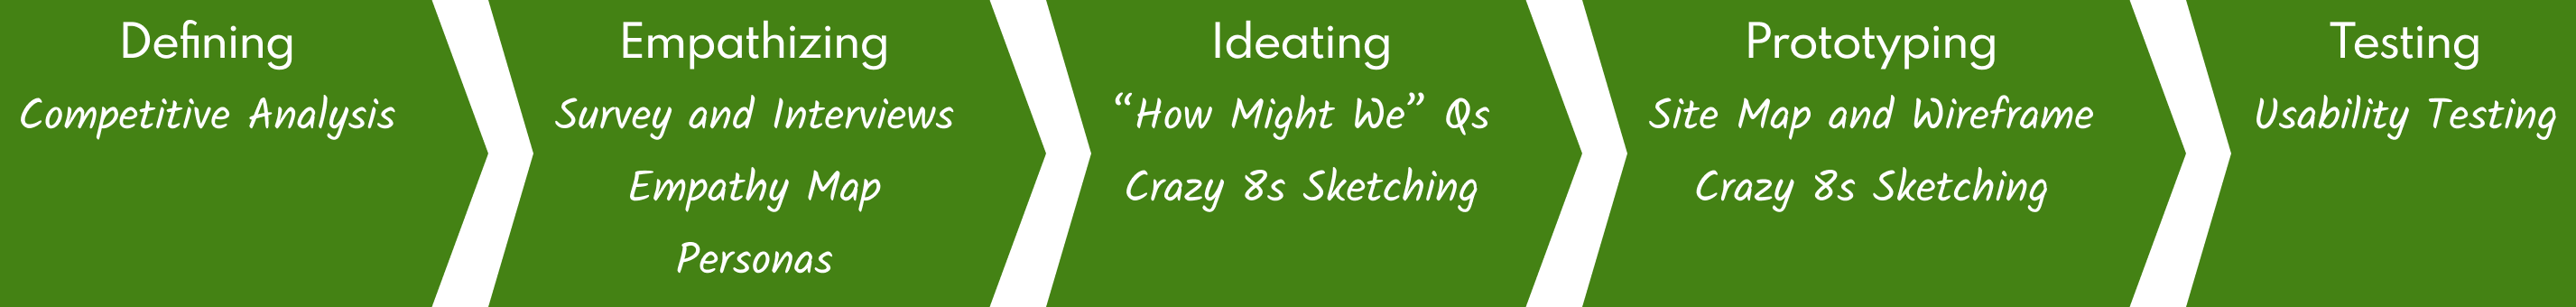 Defining
Competitive Analysis
Empathizing
Survey and Interviews
Empathy Map
Personas
Ideating
“How Might We” Qs
Crazy 8s Sketching
Prototyping
Site Map and Wireframe
Crazy 8s Sketching
Testing
Usability Testing